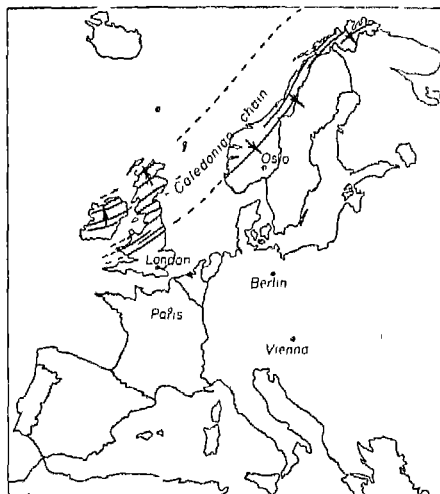 Caledonian chain
Oslo
London
Berlin
Paris
Vienna